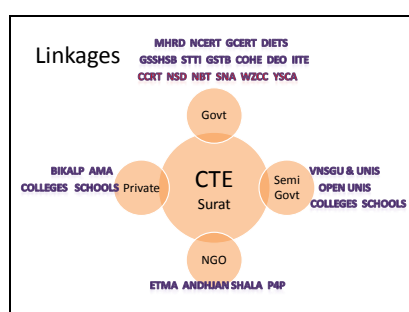 Linkages
MHRD NCERT GCERT DIETS
GSSHSB STTI GSTB COHE DEO IITE
CCRT NSD NBT SNA WZCC YSCA
Govt
BIKALP AMA
COLLEGES SCHOOLS
Private
CTE
Surat
Semi
Govt
VNSGU & UNIS
OPEN UNIS
COLLEGES SCHOOLS
NGO
ETMA ANDHJAN SHALA P4P